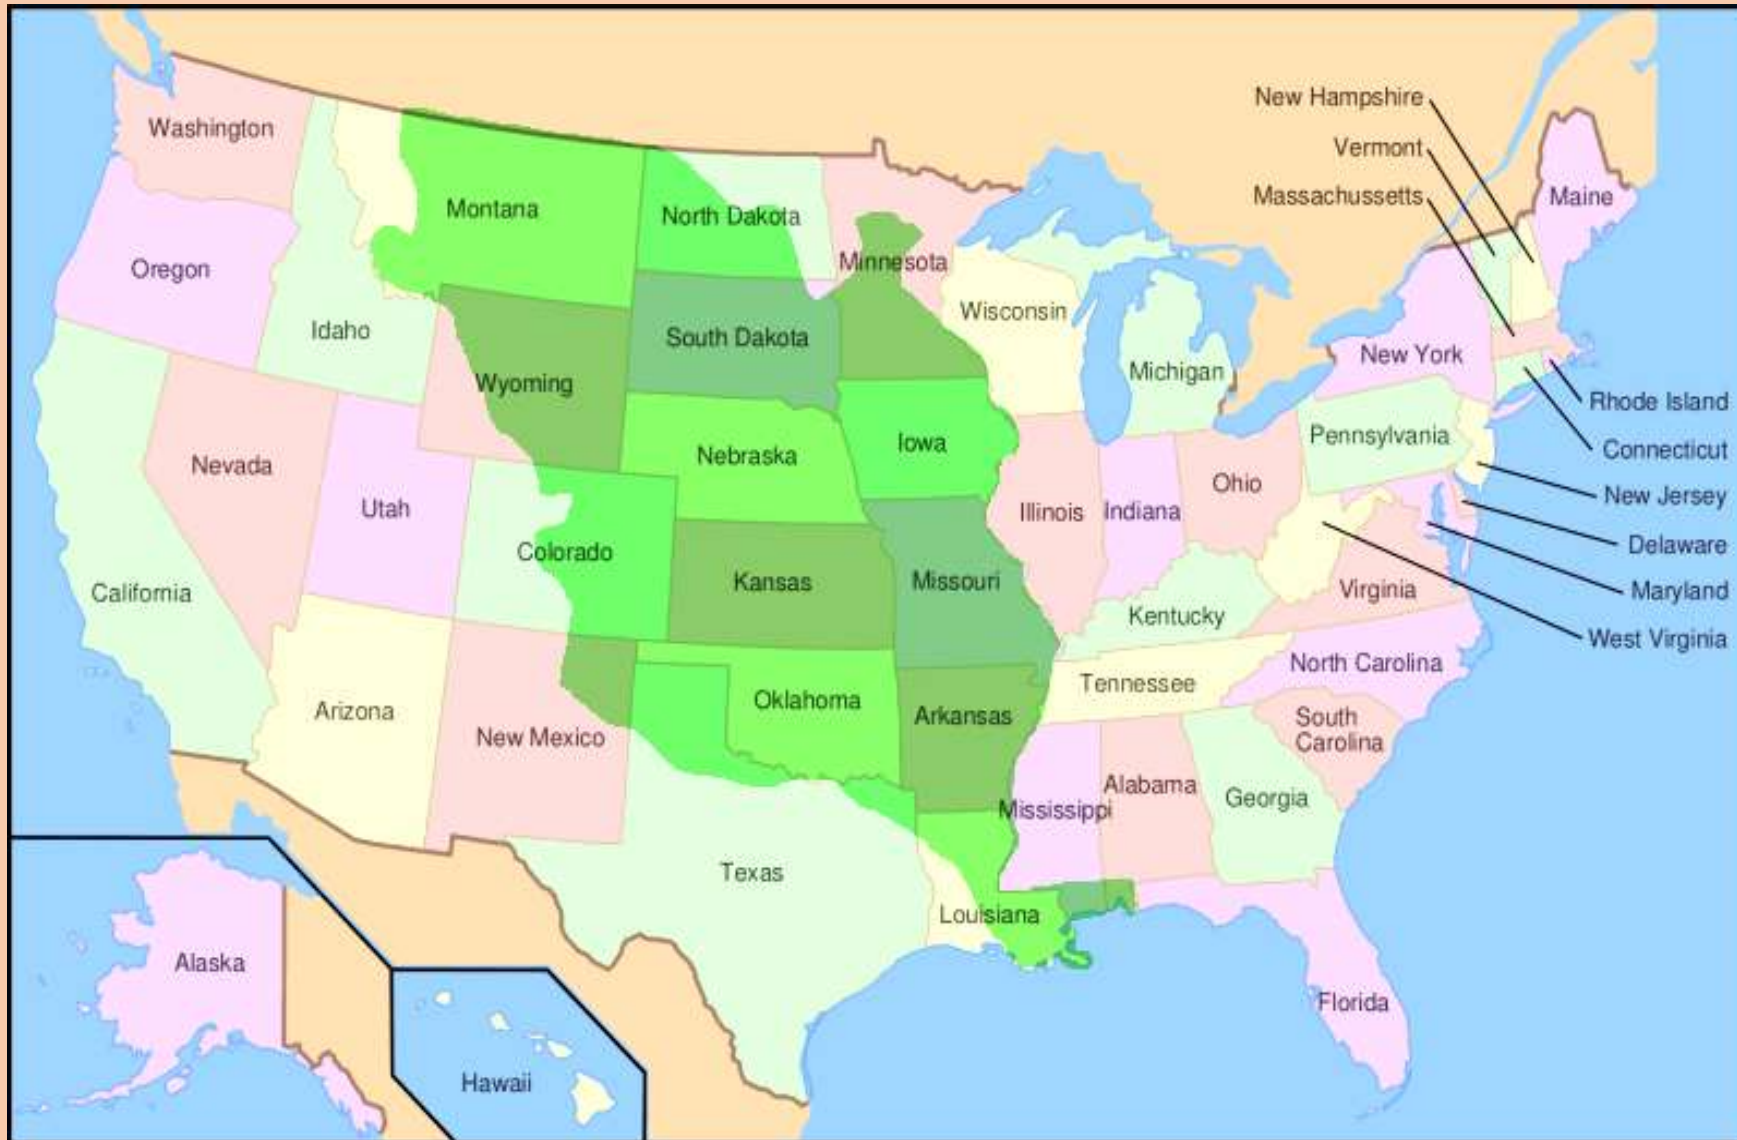 New Hampshire
Washington
Vermont
Massachussetts
Maine
Montana
North Dakota
Oregon
Minnesota
Idaho
Wisconsin
South Dakota
New York
Michigan
Wyoming
Rhode Island
Pennsylvania
Iowa
Connecticut
Nebraska
Nevada
Ohio
New Jersey
Utah
Illinois
Indiana
Delaware
Colorado
Kansas
Missouri
Virginia
Maryland
California
Kentucky
West Virginia
North Carolina
Tennessee
Oklahoma
Arizona
Arkansas
South
Carolina
New Mexico
Alabama
Georgia
Mississippi
Texas
Louisiana
Alaska
Florida
Hawaii